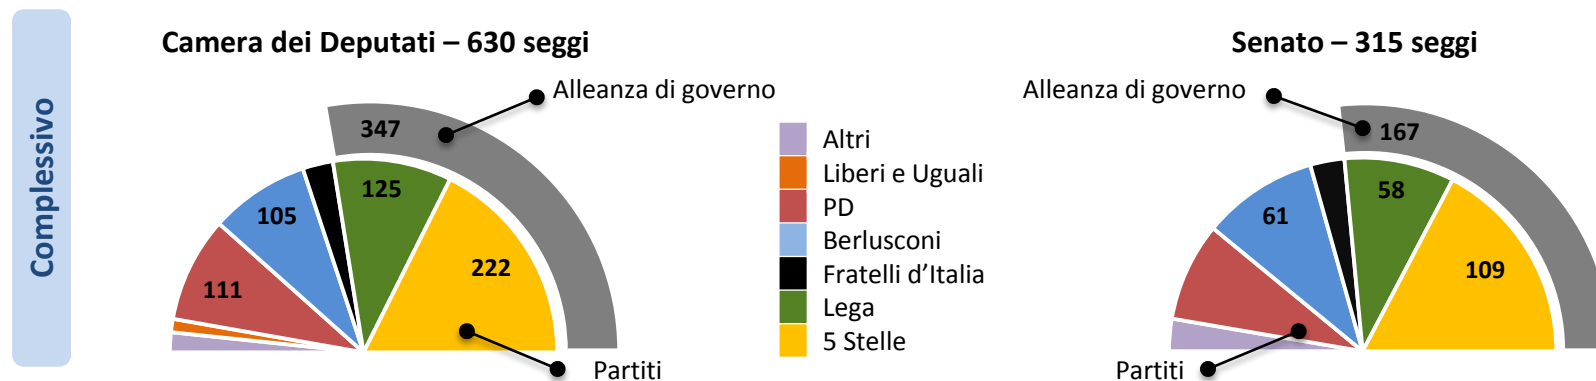 Complessivo
Camera dei Deputati – 630 seggi
Alleanza di governo
347
125
105
222
111
Partiti
Altri
Liberi e Uguali
PD
Berlusconi
Fratelli d’Italia
Lega
5 Stelle
Senato – 315 seggi
Alleanza di governo
167
58
61
109
Partiti